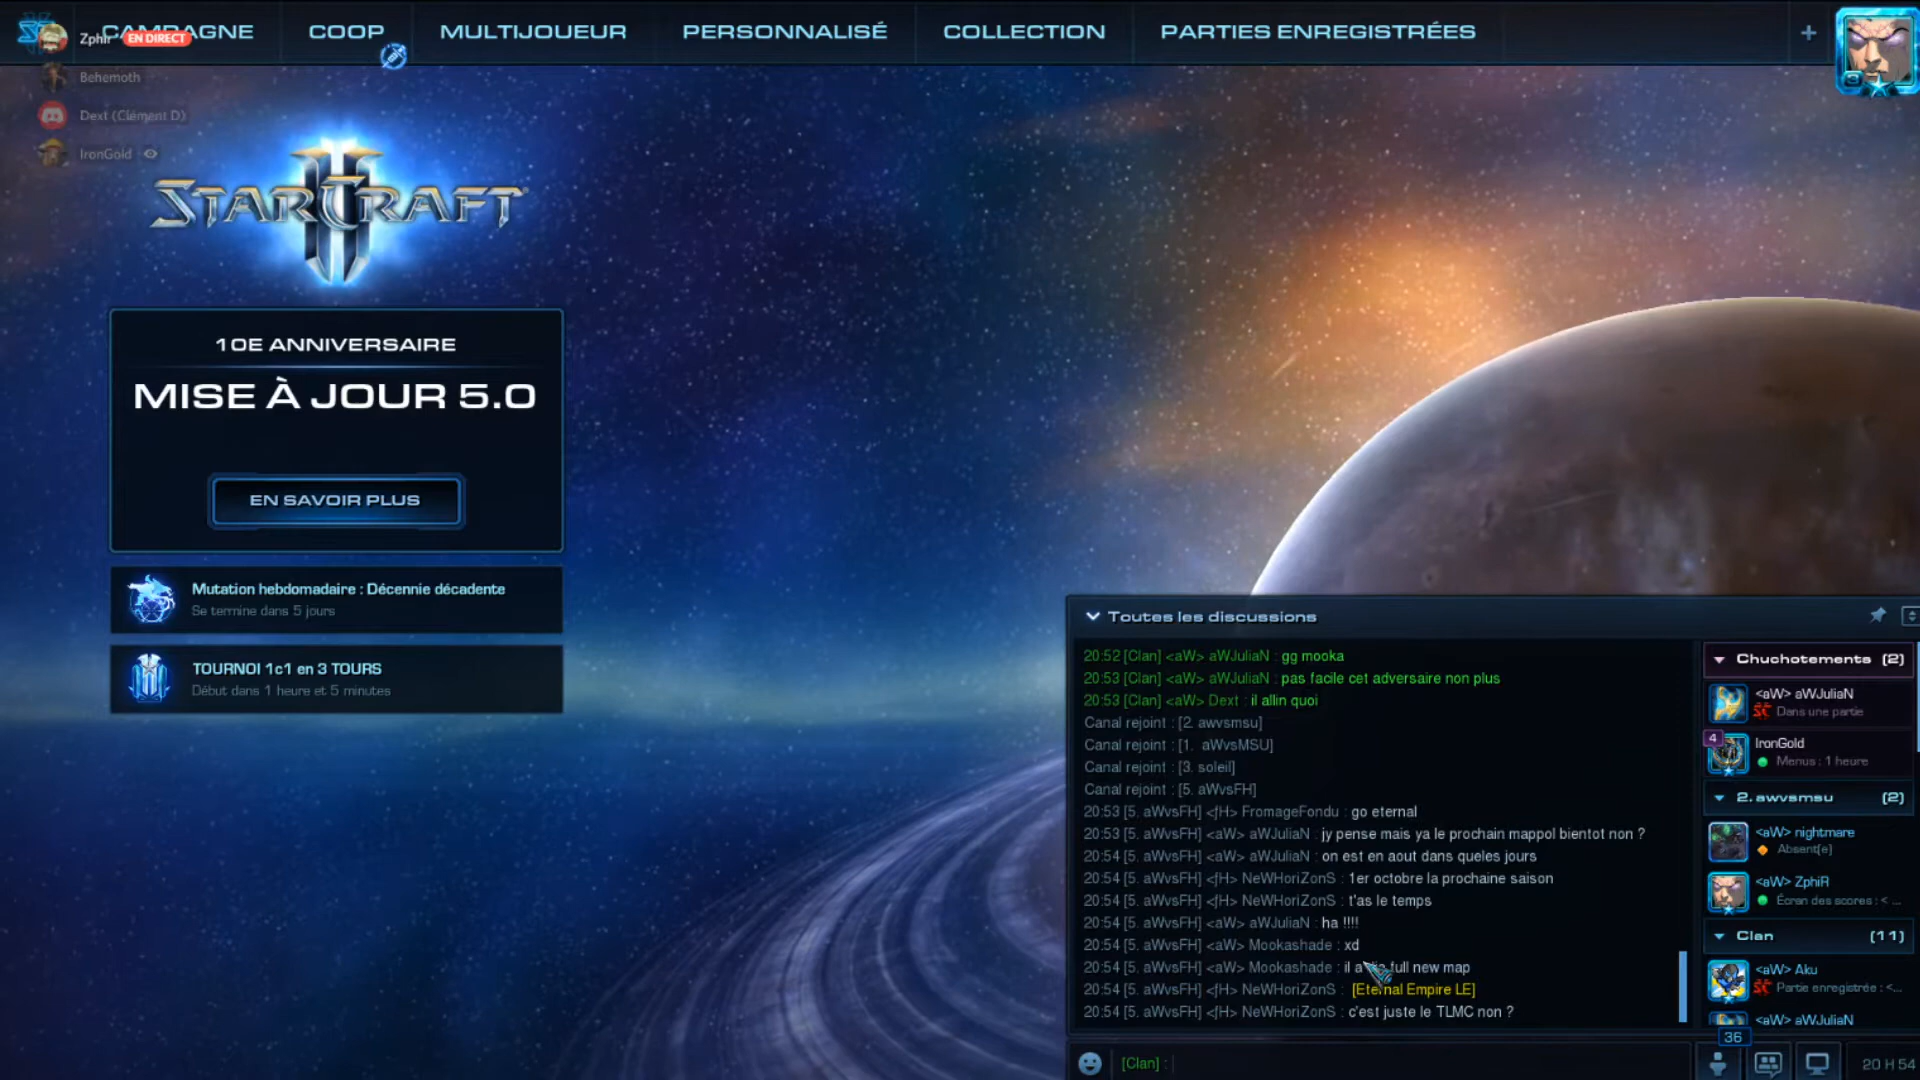 CAMPAGNE COOP MULTIJOUEUR PERSONNALISÉ COLLECTION PARTIES ENREGISTRÉES
Zphir EN DIRECT
Behemoth
Dext (Clément D)
IronGold
STARCRAFT II
10E ANNIVERSAIRE
MISE À JOUR 5.0
EN SAVOIR PLUS
Mutation hebdomadaire : Décennie décadente
Se termine dans 5 jours
TOURNOI 1c1 en 3 TOURS
Début dans 1 heure et 5 minutes
Toutes les discussions
20:52 [Clan] <aW> aWJuliaN : gg mooka
20:53 [Clan] <aW> aWJuliaN : pas facile cet adversaire non plus
20:53 [Clan] <aW> Dext : il allin quoi
Canal rejoint : [2. awvsmsu]
Canal rejoint : [1. aWvsMSU]
Canal rejoint : [3. soleil]
Canal rejoint : [5. aWvsFH]
20:53 [5. aWvsFH] <fH> FromageFondu : go eternal
20:53 [5. aWvsFH] <aW> aWJuliaN : jy pense mais ya le prochain mappol bientot non ?
20:54 [5. aWvsFH] <aW> aWJuliaN : on est en aout dans queles jours
20:54 [5. aWvsFH] <fH> NeWHoriZonS : 1er octobre la prochaine saison
20:54 [5. aWvsFH] <fH> NeWHoriZonS : t'as le temps
20:54 [5. aWvsFH] <aW> aWJuliaN : ha !!!!
20:54 [5. aWvsFH] <aW> Mookashade : xd
20:54 [5. aWvsFH] <aW> Mookashade : il a full new map
20:54 [5. aWvsFH] <fH> NeWHoriZonS : [Eternal Empire LE]
20:54 [5. aWvsFH] <fH> NeWHoriZonS : c'est juste le TLMC non ?
[Clan] :
Chuchotements (2)
<aW> aWJuliaN
Dans une partie
4
IronGold
Menus : 1 heure
2. awvsmsu (2)
<aW> nightmare
Absent[e]
<aW> ZphiR
Écran des scores : < ...
Clan (11)
<aW> Aku
Partie enregistrée : <...
<aW> aWJuliaN
36
20 H 54